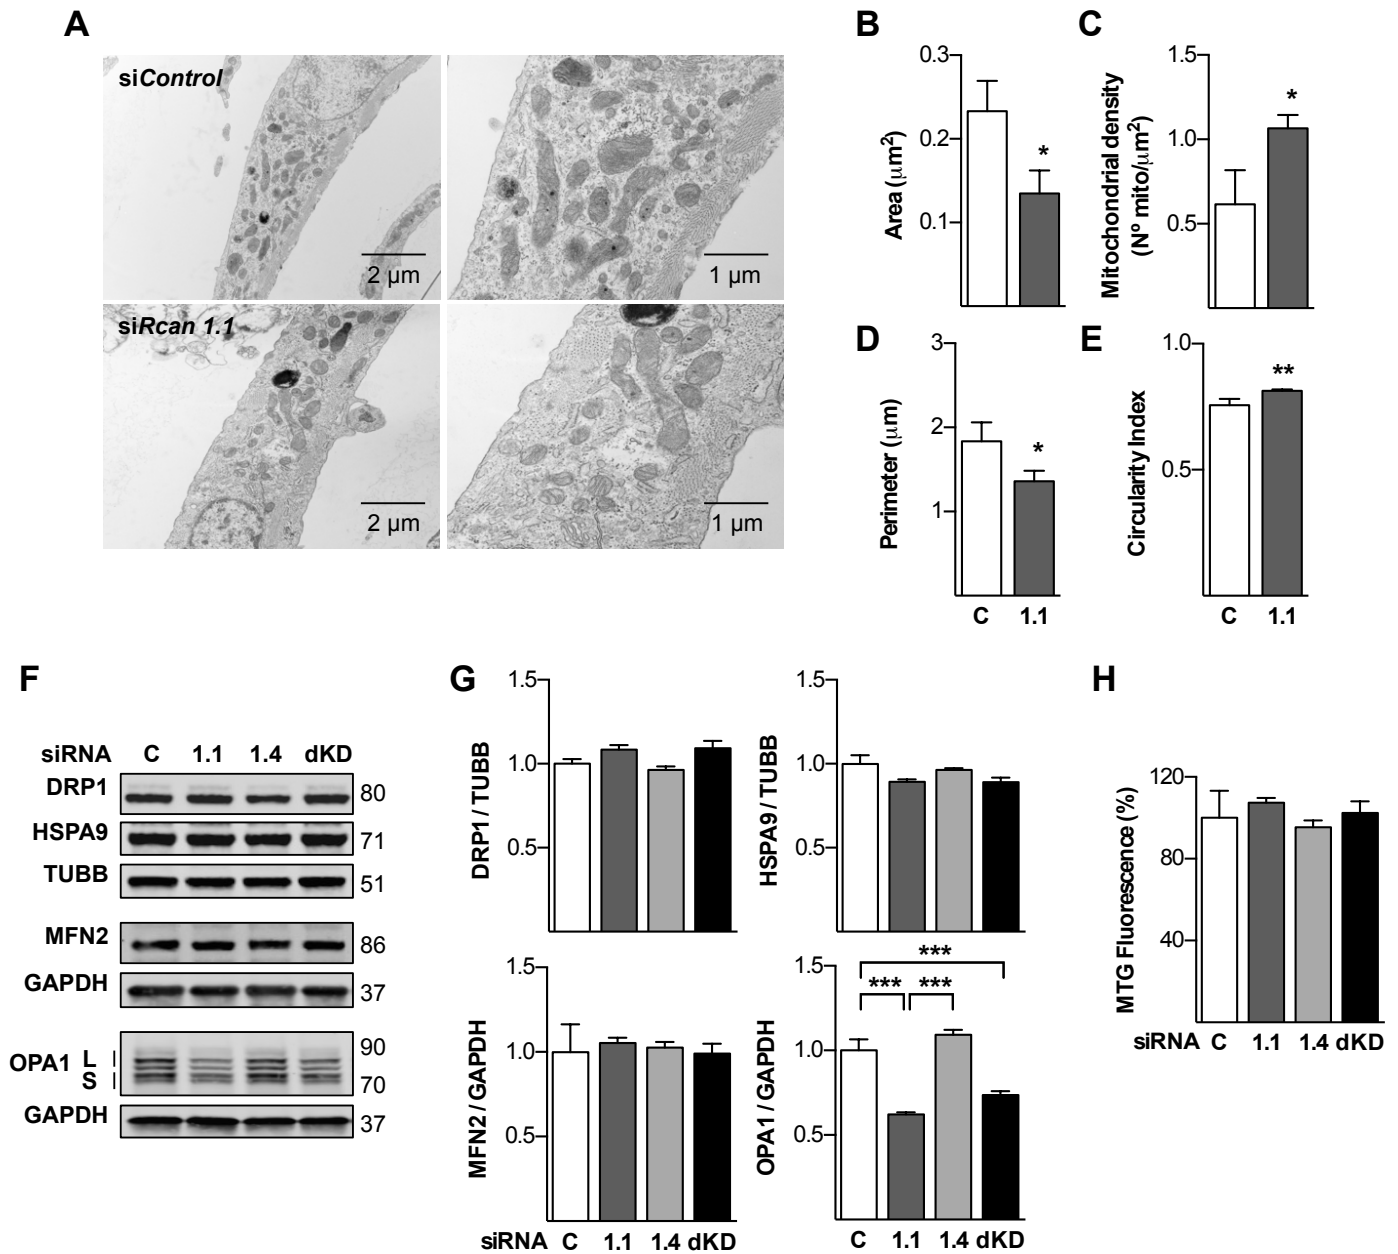 A
siControl
2 µm
1 µm
siRcan 1.1
2 µm
1 µm
B
0.3
0.2
0.1
Area (µm²)
*
C
1.5
1.0
0.5
Mitochondrial density
(Nº mito/µm²)
*
D
3
2
1
Perimeter (µm)
*
C 1.1
E
1.0
0.5
Circularity Index
**
C 1.1
F
siRNA C 1.1 1.4 dKD
DRP1 80
HSPA9 71
TUBB 51
MFN2 86
GAPDH 37
OPA1 L 90
S 70
GAPDH 37
G
1.5
1.0
0.5
DRP1 / TUBB
1.5
1.0
0.5
HSPA9 / TUBB
1.5
1.0
0.5
MFN2 / GAPDH
siRNA C 1.1 1.4 dKD
1.5
1.0
0.5
OPA1 / GAPDH
***
*** ***
C 1.1 1.4 dKD
H
120
80
40
MTG Fluorescence (%)
siRNA C 1.1 1.4 dKD